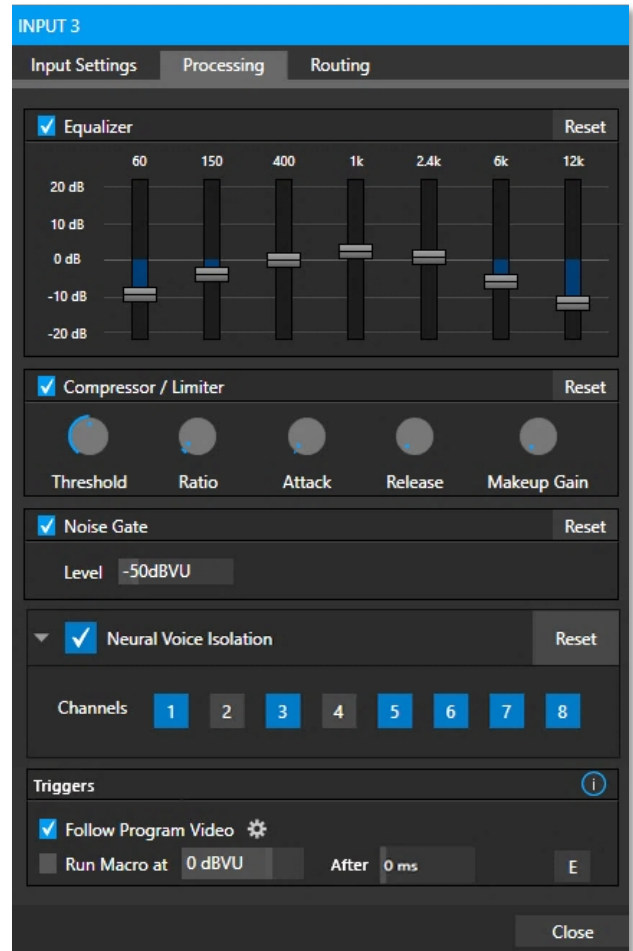 INPUT 3
Input Settings Processing Routing
Equalizer Reset
60 150 400 1k 2.4k 6k 12k
20 dB
10 dB
0 dB
-10 dB
-20 dB
Compressor / Limiter Reset
Threshold Ratio Attack Release Makeup Gain
Noise Gate Reset
Level -50dBVU
Neural Voice Isolation Reset
Channels 1 2 3 4 5 6 7 8
Triggers i
Follow Program Video
Run Macro at 0 dBVU After 0 ms E
Close